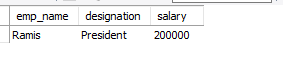 emp_name designation salary
Ramis President 200000